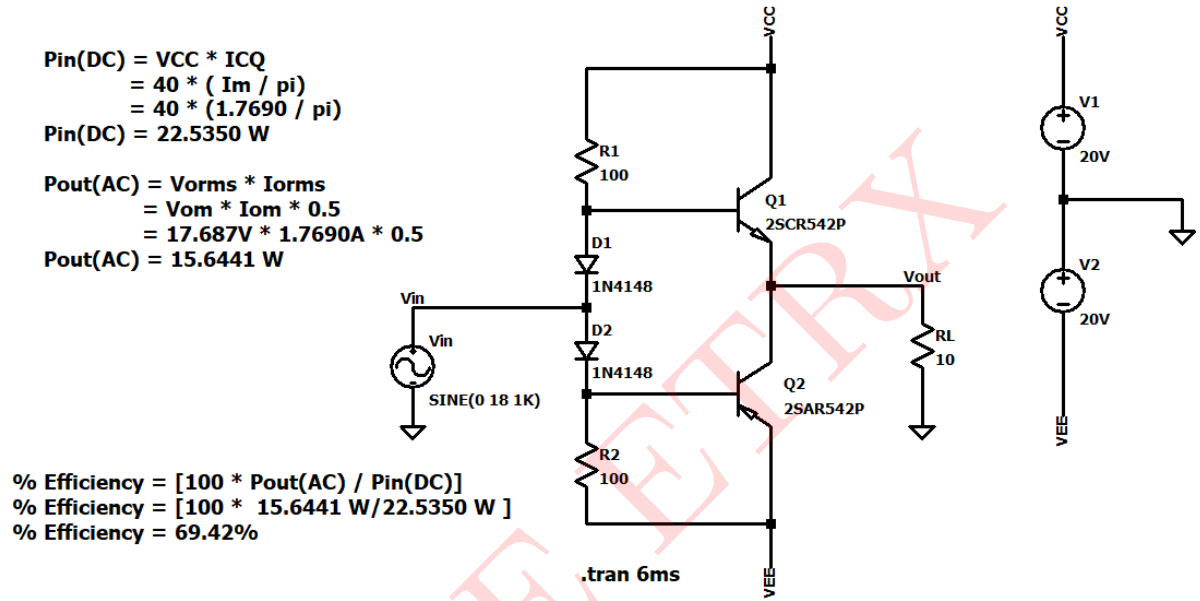 Pin(DC) = VCC * ICQ
= 40 * ( Im / pi)
= 40 * (1.7690 / pi)
Pin(DC) = 22.5350 W
Pout(AC) = Vorms * Iorms
= Vom * Iom * 0.5
= 17.687V * 1.7690A * 0.5
Pout(AC) = 15.6441 W
VCC
R1
100
Q1
2SCR542P
D1
1N4148
Vin
Vin
SINE(0 18 1K)
D2
1N4148
Vout
RL
10
Q2
2SAR542P
R2
100
VEE
VCC
V1
20V
V2
20V
VEE
% Efficiency = [100 * Pout(AC) / Pin(DC)]
% Efficiency = [100 * 15.6441 W/22.5350 W ]
% Efficiency = 69.42%
.tran 6ms
E ETRX